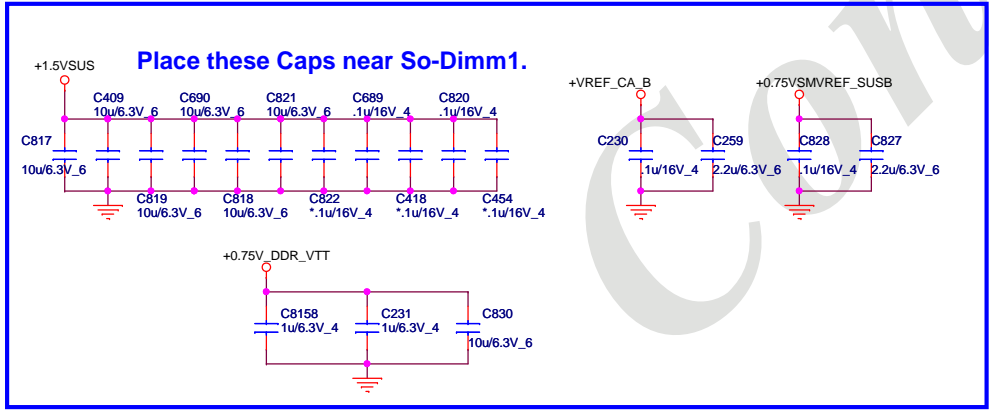 Place these Caps near So-Dimm1.
+1.5VSUS
C409
10u/6.3V_6
C690
10u/6.3V_6
C821
10u/6.3V_6
C689
.1u/16V_4
C820
.1u/16V_4
C817
10u/6.3V_6
C819
10u/6.3V_6
C818
10u/6.3V_6
C822
*.1u/16V_4
C418
*.1u/16V_4
C454
*.1u/16V_4
+VREF_CA_B
C230
.1u/16V_4
C259
2.2u/6.3V_6
+0.75VSMVREF_SUSB
C828
.1u/16V_4
C827
2.2u/6.3V_6
+0.75V_DDR_VTT
C8158
1u/6.3V_4
C231
1u/6.3V_4
C830
10u/6.3V_6
Con